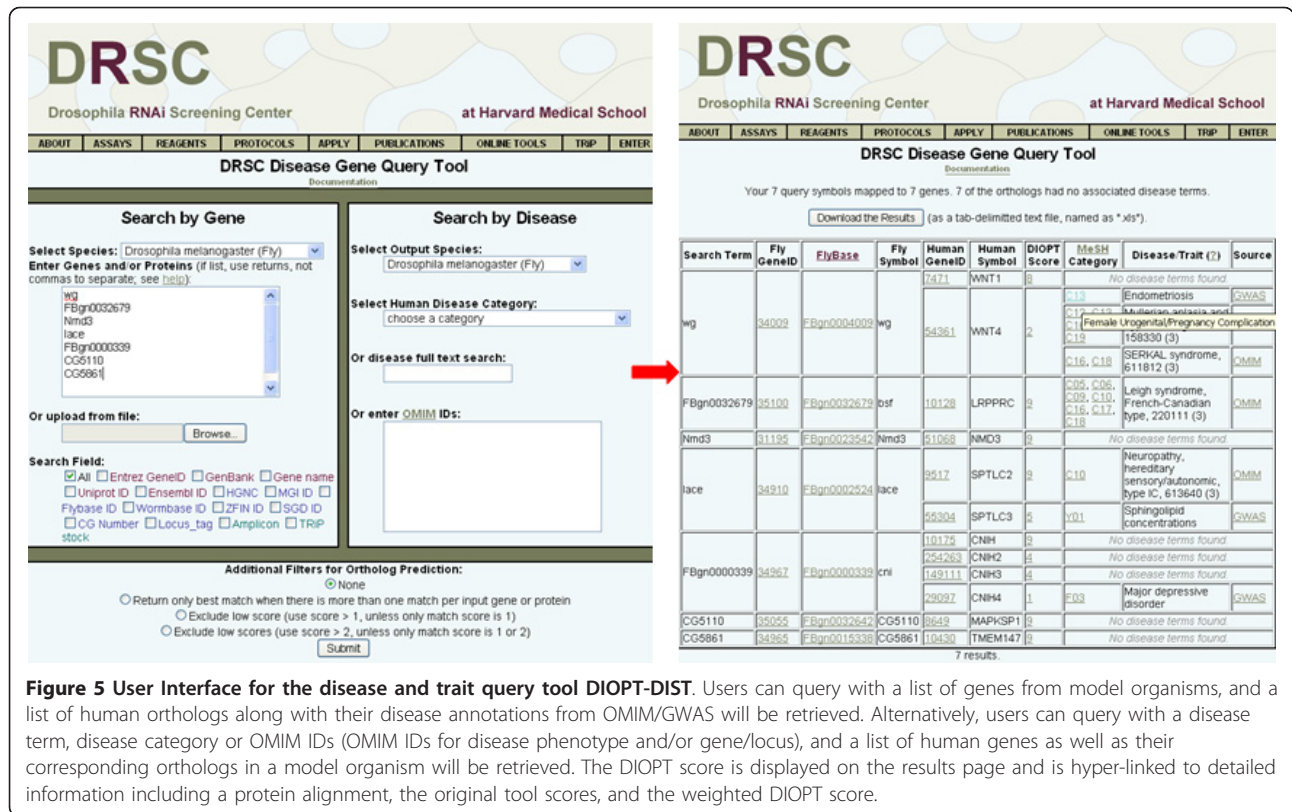 DRSC
Drosophila RNAi Screening Center at Harvard Medical School
ABOUT ASSAYS REAGENTS PROTOCOLS APPLY PUBLICATIONS ONLINE TOOLS TRiP ENTER
DRSC Disease Gene Query Tool
Documentation
Search by Gene
Select Species: Drosophila melanogaster (Fly)
Enter Genes and/or Proteins (if list, use returns, not
commas to separate; see help):
wg
FBgn0032679
Nmd3
lace
FBgn0000339
CG5110
CG5861
Or upload from file:
Browse...
Search Field:
All Entrez GeneID GenBank Gene name
Uniprot ID Ensembl ID HGNC MGI ID
Flybase ID Wormbase ID ZFIN ID SGD ID
CG Number Locus_tag Amplicon TRiP
stock
Search by Disease
Select Output Species:
Drosophila melanogaster (Fly)
Select Human Disease Category:
choose a category
Or disease full text search:
Or enter OMIM IDs:
Additional Filters for Ortholog Prediction:
None
Return only best match when there is more than one match per input gene or protein
Exclude low score (use score > 1, unless only match score is 1)
Exclude low scores (use score > 2, unless only match score is 1 or 2)
Submit
DRSC
Drosophila RNAi Screening Center at Harvard Medical School
ABOUT ASSAYS REAGENTS PROTOCOLS APPLY PUBLICATIONS ONLINE TOOLS TRiP ENTER
DRSC Disease Gene Query Tool
Documentation
Your 7 query symbols mapped to 7 genes. 7 of the orthologs had no associated disease terms.
Download the Results (as a tab-delimitted text file, named as *.xls*).
Search Term Fly GeneID FlyBase Fly Symbol Human GeneID Human Symbol DIOPT Score MeSH Category Disease/Trait (?) Source
wg 34009 FBgn0004009 wg 7471 WNT1 8 No disease terms found.
54361 WNT4 2 C13 Endometriosis GWAS
Female Urogenital/Pregnancy Complication
C19 158330 (3)
C16, C18 SERKAL syndrome, 611812 (3) OMIM
FBgn0032679 35100 FBgn0032679 bsf 10128 LRPPRC 9 C05, C06, C09, C10, C16, C17, C18 Leigh syndrome, French-Canadian type, 220111 (3) OMIM
Nmd3 31195 FBgn0023542 Nmd3 51068 NMD3 9 No disease terms found.
lace 34910 FBgn0002524 lace 9517 SPTLC2 9 C10 Neuropathy, hereditary sensory/autonomic, type IC, 613640 (3) OMIM
55304 SPTLC3 5 Y01 Sphingolipid concentrations GWAS
FBgn0000339 34967 FBgn0000339 cni 10175 CNIH 9 No disease terms found.
254263 CNIH2 4 No disease terms found.
149111 CNIH3 4 No disease terms found.
29097 CNIH4 1 F03 Major depressive disorder GWAS
CG5110 35055 FBgn0032642 CG5110 8649 MAPKSP1 9 No disease terms found.
CG5861 34965 FBgn0015338 CG5861 10430 TMEM147 9 No disease terms found.
7 results.
Figure 5 User Interface for the disease and trait query tool DIOPT-DIST. Users can query with a list of genes from model organisms, and a
list of human orthologs along with their disease annotations from OMIM/GWAS will be retrieved. Alternatively, users can query with a disease
term, disease category or OMIM IDs (OMIM IDs for disease phenotype and/or gene/locus), and a list of human genes as well as their
corresponding orthologs in a model organism will be retrieved. The DIOPT score is displayed on the results page and is hyper-linked to detailed
information including a protein alignment, the original tool scores, and the weighted DIOPT score.